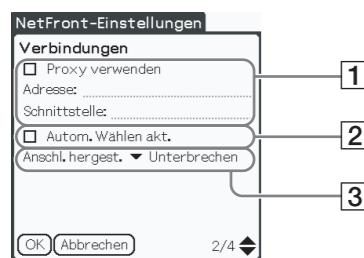 NetFront-Einstellungen
Verbindungen
Proxy verwenden
Adresse:
Schnittstelle:
Autom. Wählen akt.
Anschl. hergest. ▼ Unterbrechen
OK Abbrechen 2/4
1
2
3